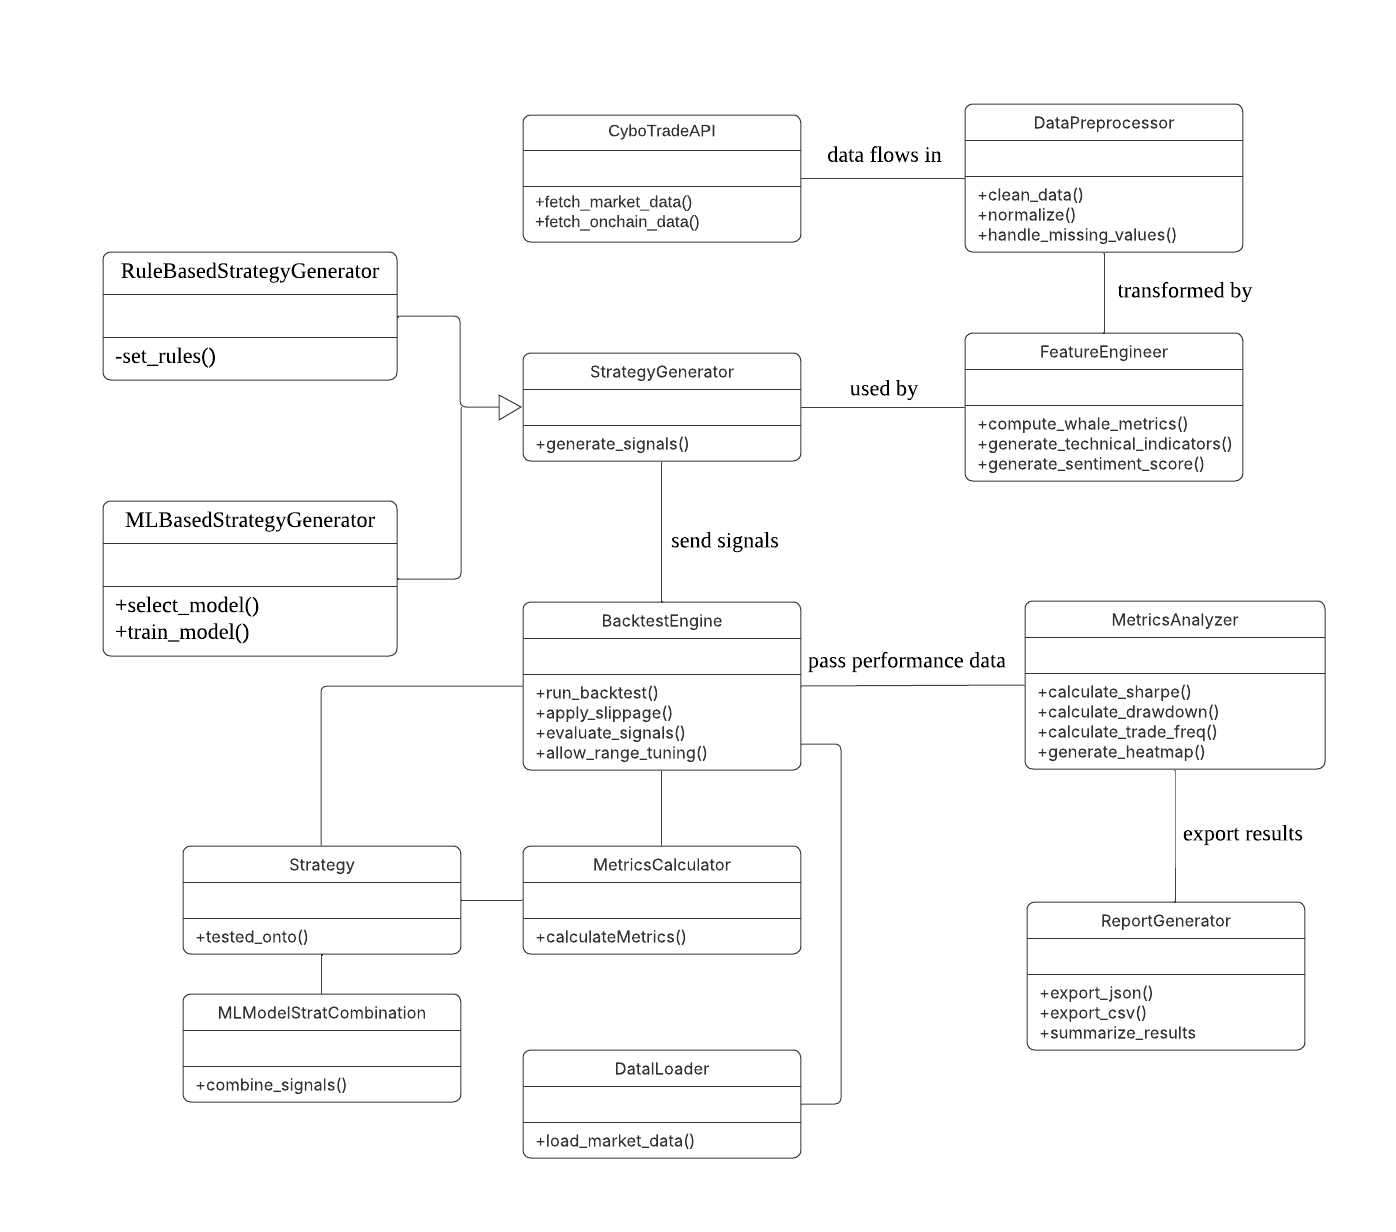 CyboTradeAPI
+fetch_market_data()
+fetch_onchain_data()
data flows in
DataPreprocessor
+clean_data()
+normalize()
+handle_missing_values()
transformed by
RuleBasedStrategyGenerator
-set_rules()
StrategyGenerator
+generate_signals()
used by
FeatureEngineer
+compute_whale_metrics()
+generate_technical_indicators()
+generate_sentiment_score()
MLBasedStrategyGenerator
+select_model()
+train_model()
send signals
BacktestEngine
+run_backtest()
+apply_slippage()
+evaluate_signals()
+allow_range_tuning()
pass performance data
MetricsAnalyzer
+calculate_sharpe()
+calculate_drawdown()
+calculate_trade_freq()
+generate_heatmap()
export results
Strategy
+tested_onto()
MetricsCalculator
+calculateMetrics()
ReportGenerator
+export_json()
+export_csv()
+summarize_results
MLModelStratCombination
+combine_signals()
DatalLoader
+load_market_data()